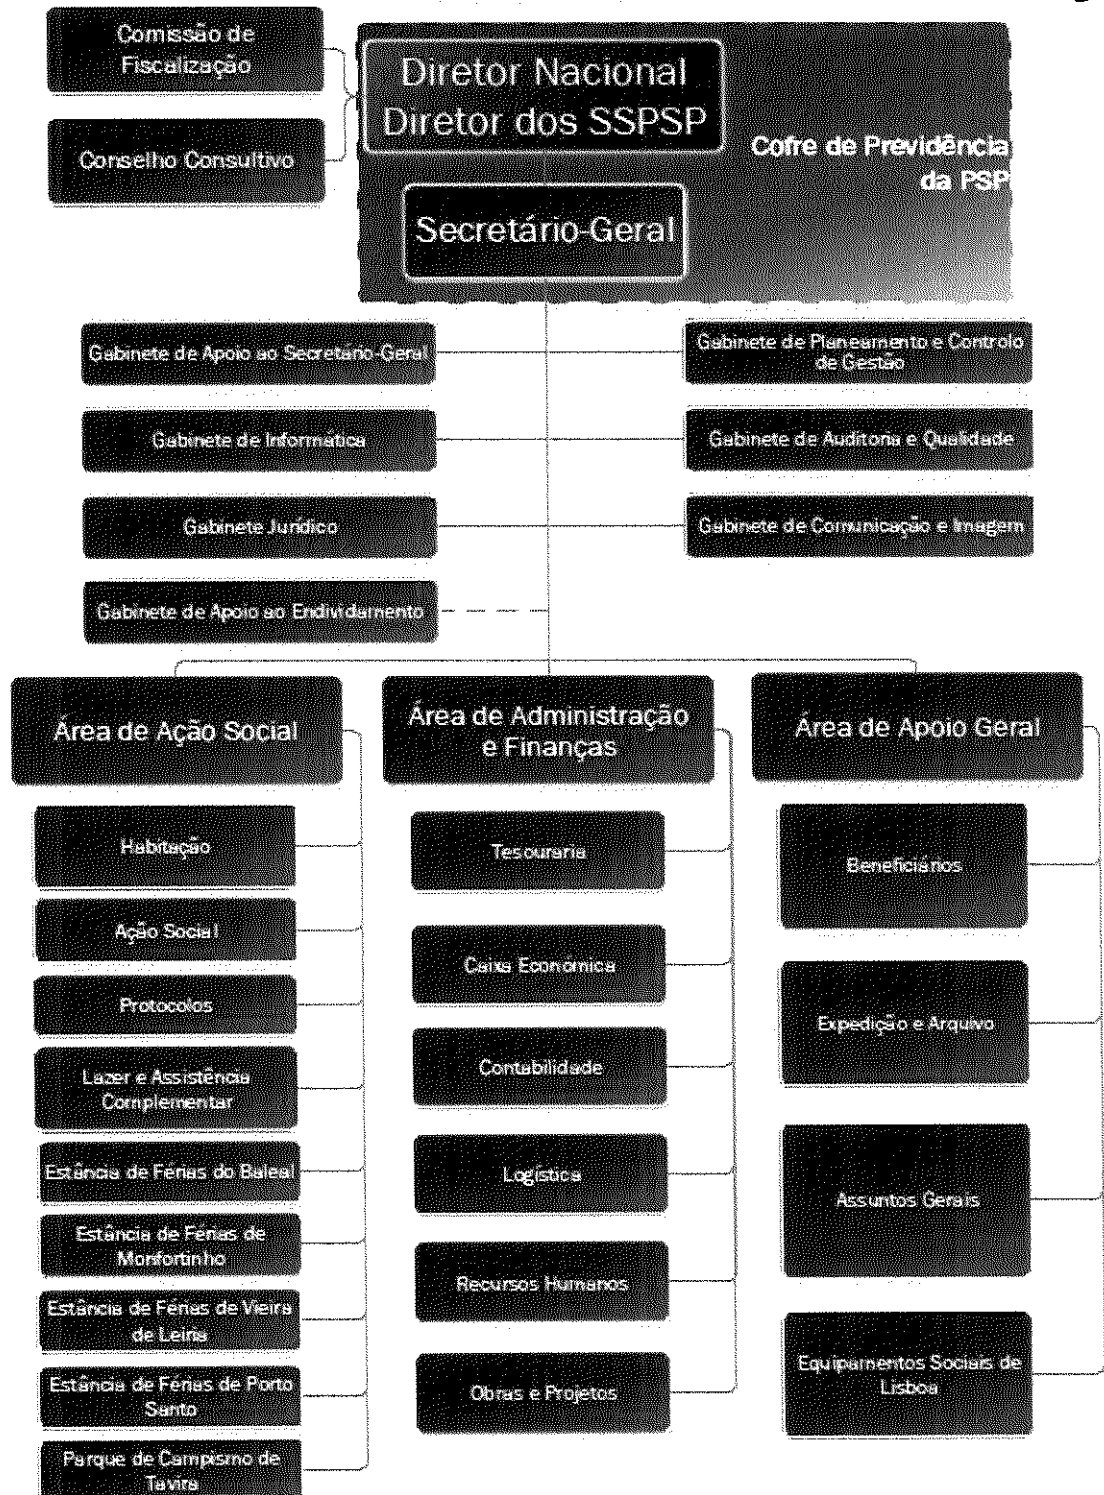 Comissão de
Fiscalização
Conselho Consultivo
Diretor Nacional
Diretor dos SSPSP
Cofre de Previdência
da PSP
Secretário-Geral
Gabinete de Apoio ao Secretário-Geral
Gabinete de Planeamento e Controlo
de Gestão
Gabinete de Informática
Gabinete de Auditoria e Qualidade
Gabinete Jurídico
Gabinete de Comunicação e Imagem
Gabinete de Apoio ao Endividamento
Área de Ação Social
Habitação
Ação Social
Protocolos
Lazer e Assistência
Complementar
Estância de Férias do Baleal
Estância de Férias de
Monfortinho
Estância de Férias de Vieira
de Leiria
Estância de Férias de Porto
Santo
Parque de Campismo de
Tavira
Área de Administração
e Finanças
Tesouraria
Caixa Económica
Contabilidade
Logística
Recursos Humanos
Obras e Projetos
Área de Apoio Geral
Beneficiários
Expedição e Arquivo
Assuntos Gerais
Equipamentos Sociais de
Lisboa